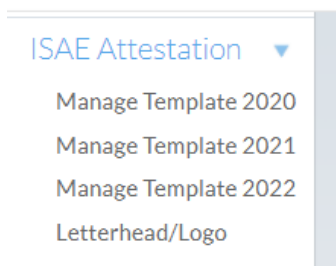 ISAE Attestation
Manage Template 2020
Manage Template 2021
Manage Template 2022
Letterhead/Logo